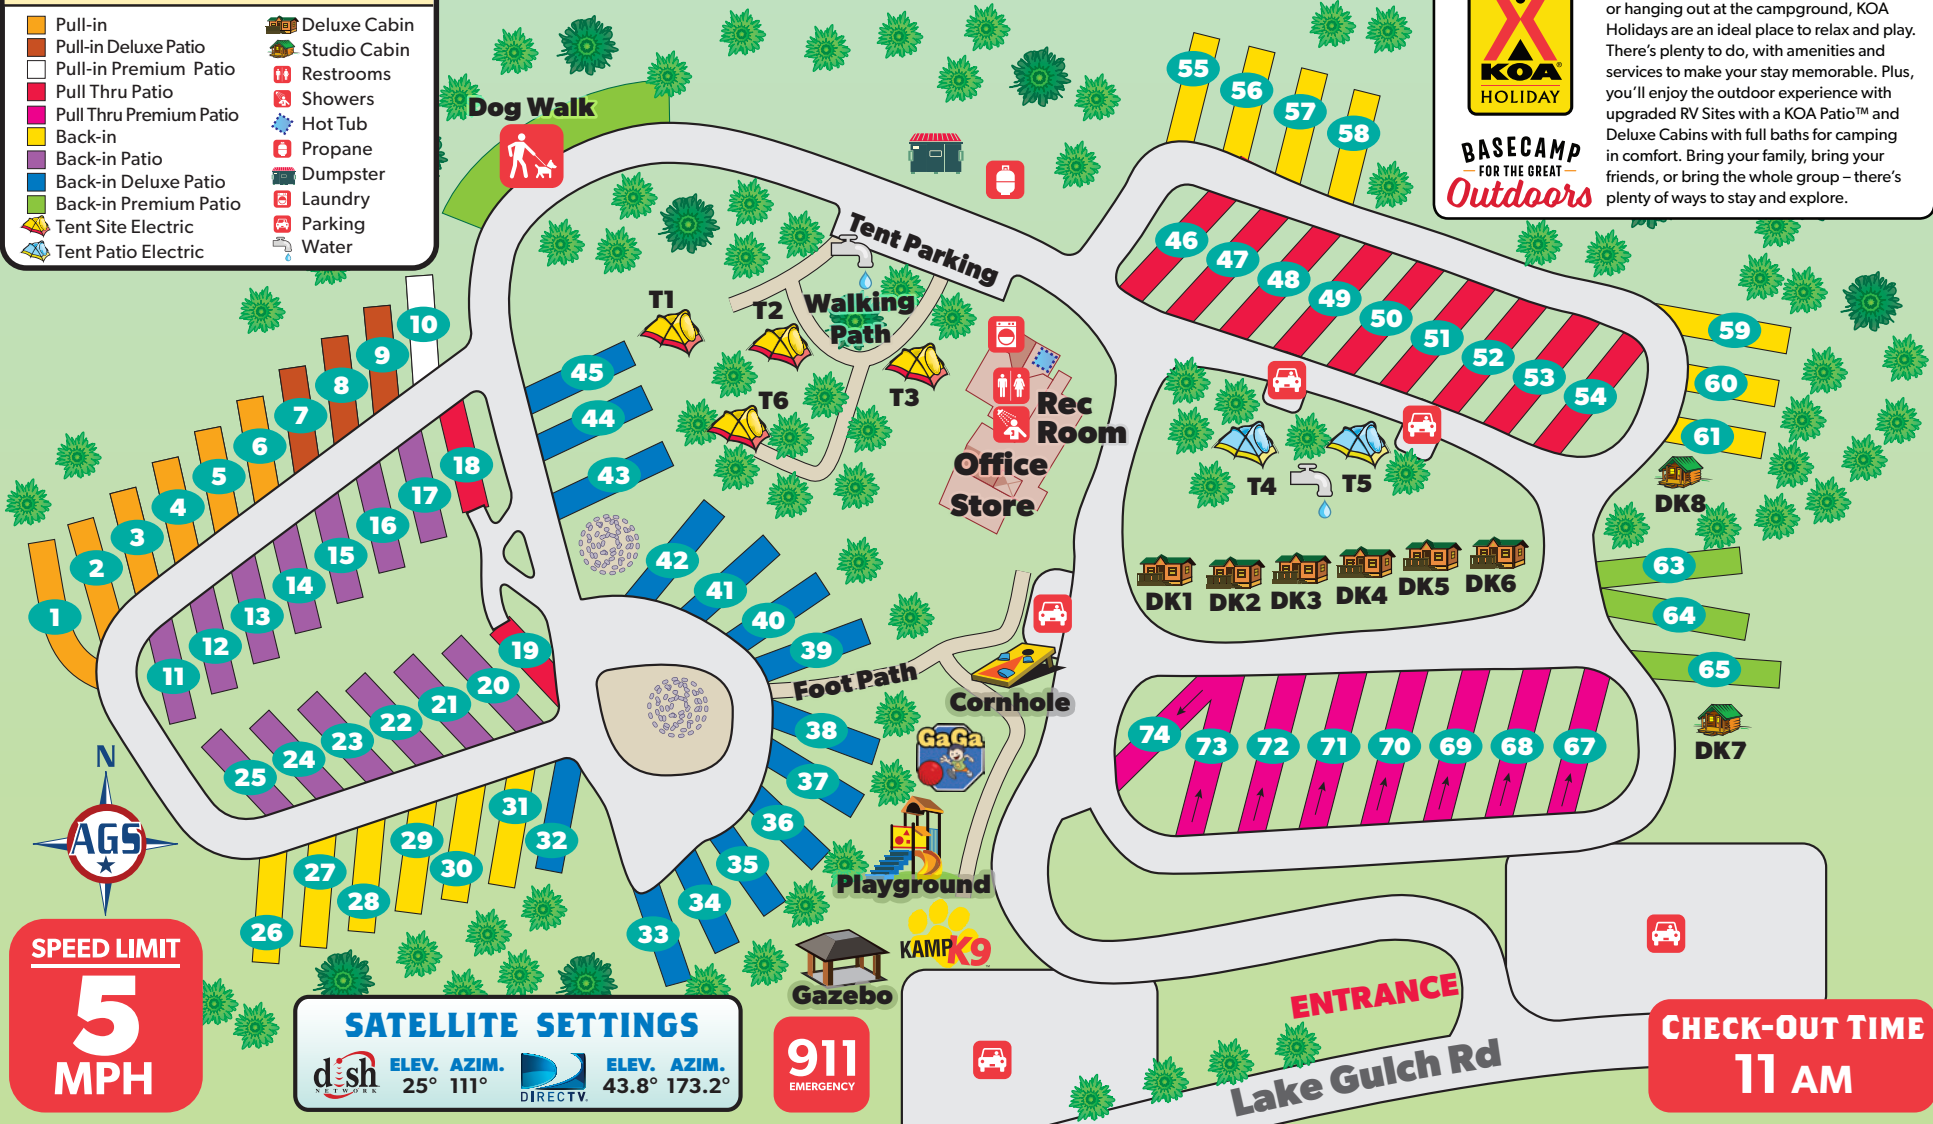 Pull-in
Pull-in Deluxe Patio
Pull-in Premium Patio
Pull Thru Patio
Pull Thru Premium Patio
Back-in
Back-in Patio
Back-in Deluxe Patio
Back-in Premium Patio
Tent Site Electric
Tent Patio Electric
Deluxe Cabin
Studio Cabin
Restrooms
Showers
Hot Tub
Propane
Dumpster
Laundry
Parking
Water
KOA
HOLIDAY
BASECAMP
FOR THE GREAT
Outdoors
or hanging out at the campground, KOA
Holidays are an ideal place to relax and play.
There's plenty to do, with amenities and
services to make your stay memorable. Plus,
you'll enjoy the outdoor experience with
upgraded RV Sites with a KOA Patio™ and
Deluxe Cabins with full baths for camping
in comfort. Bring your family, bring your
friends, or bring the whole group – there's
plenty of ways to stay and explore.
Dog Walk
Tent Parking
Walking
Path
T1
T2
T3
T6
Rec
Room
Office
Store
T4
T5
DK1
DK2
DK3
DK4
DK5
DK6
DK8
DK7
1
2
3
4
5
6
7
8
9
10
11
12
13
14
15
16
17
18
19
20
21
22
23
24
25
26
27
28
29
30
31
32
33
34
35
36
37
38
39
40
41
42
43
44
45
46
47
48
49
50
51
52
53
54
55
56
57
58
59
60
61
63
64
65
74
73
72
71
70
69
68
67
Foot Path
Cornhole
GaGa
Playground
KAMP K9
Gazebo
N
AGS
SPEED LIMIT
5
MPH
SATELLITE SETTINGS
dish
NETWORK
ELEV. AZIM.
25° 111°
DIRECTV.
ELEV. AZIM.
43.8° 173.2°
911
EMERGENCY
ENTRANCE
Lake Gulch Rd
CHECK-OUT TIME
11 AM